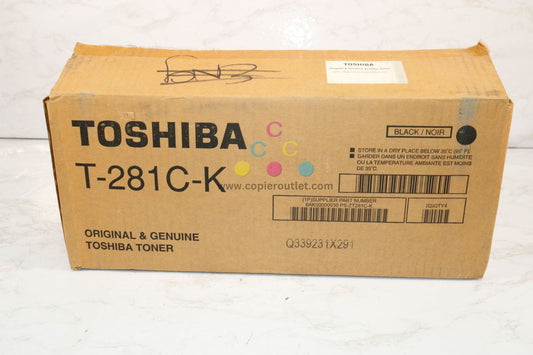 TOSHIBA
TOSHIBA
T-281C-K
BLACK / NOIR
STORE IN A DRY PLACE BELOW 35°C (95° F).
GARDER DANS UN ENDROIT SANS HUMIDITE
OU LA TEMPERATURE AMBIANTE EST MOINS
DE 35°C.
C
C C
www.copieroutlet.com
(1P)SUPPLIER PART NUMBER
ORIGINAL & GENUINE
TOSHIBA TONER
Q339231X291